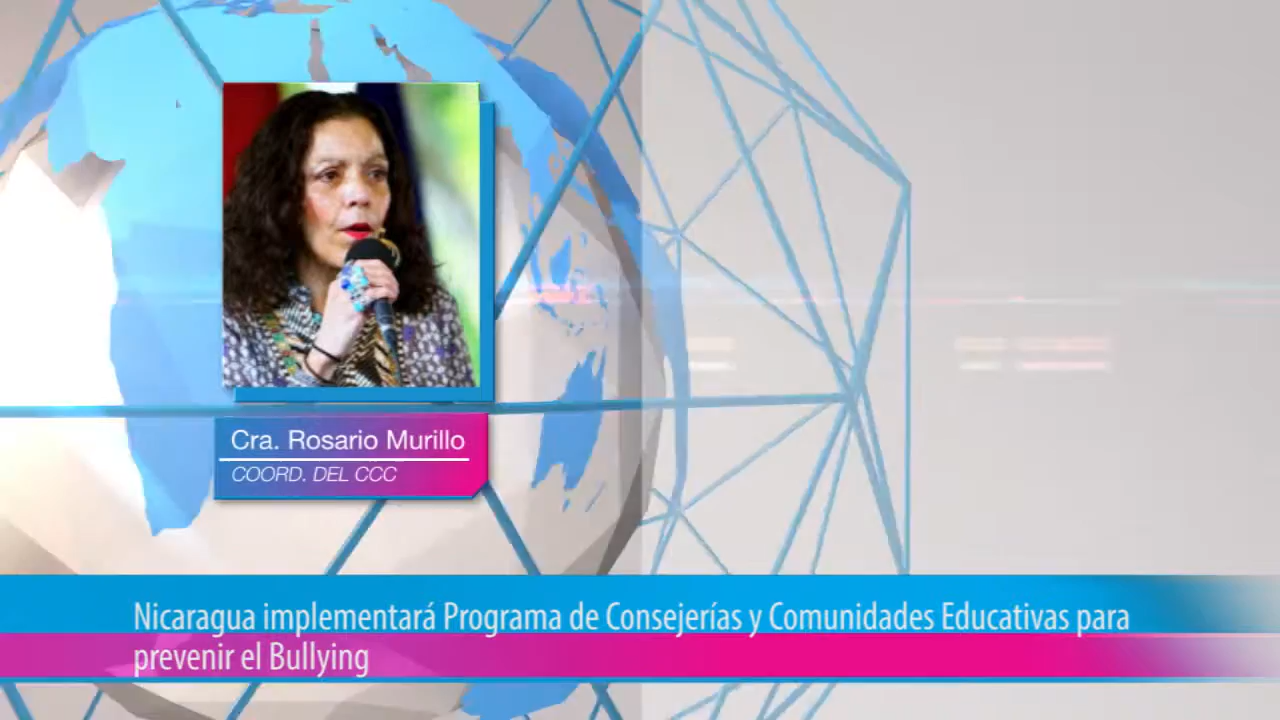 Cra. Rosario Murillo
COORD. DEL CCC
Nicaragua implementará Programa de Consejerías y Comunidades Educativas para
prevenir el Bullying